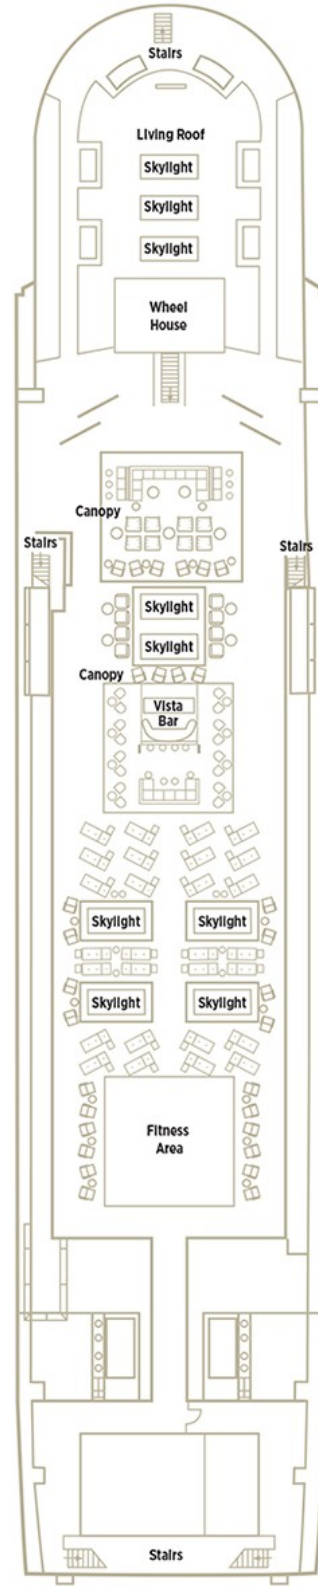 Stairs
Living Roof
Skylight
Skylight
Skylight
Wheel
House
Canopy
Stairs
Stairs
Skylight
Skylight
Canopy
Vista
Bar
Skylight
Skylight
Skylight
Skylight
Fitness
Area
Stairs